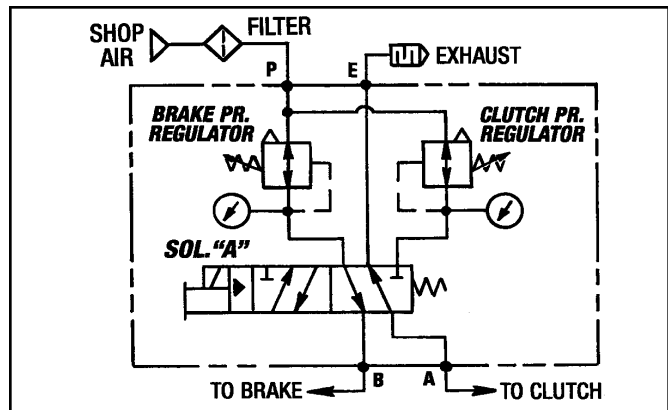 SHOP
AIR
FILTER
P
E
EXHAUST
BRAKE PR.
REGULATOR
CLUTCH PR.
REGULATOR
SOL."A"
TO BRAKE
B
A
TO CLUTCH